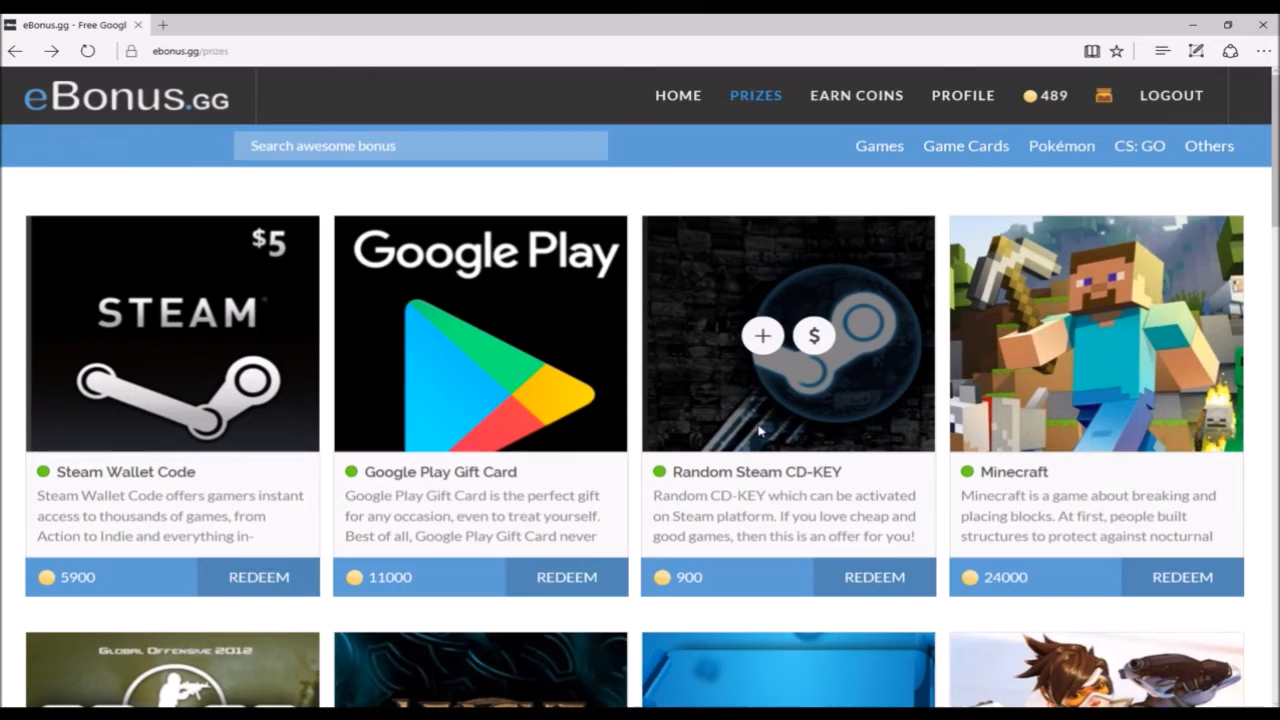 eBonus.gg - Free Googl
ebonus.gg/prizes
eBonus.GG
HOME PRIZES EARN COINS PROFILE 489 LOGOUT
Search awesome bonus
Games Game Cards Pokémon CS: GO Others
$5
STEAM
Google Play
+ $
Steam Wallet Code
Steam Wallet Code offers gamers instant
access to thousands of games, from
Action to Indie and everything in-
5900 REDEEM
Google Play Gift Card
Google Play Gift Card is the perfect gift
for any occasion, even to treat yourself.
Best of all, Google Play Gift Card never
11000 REDEEM
Random Steam CD-KEY
Random CD-KEY which can be activated
on Steam platform. If you love cheap and
good games, then this is an offer for you!
900 REDEEM
Minecraft
Minecraft is a game about breaking and
placing blocks. At first, people built
structures to protect against nocturnal
24000 REDEEM
GLOBAL OFFENSIVE 2012